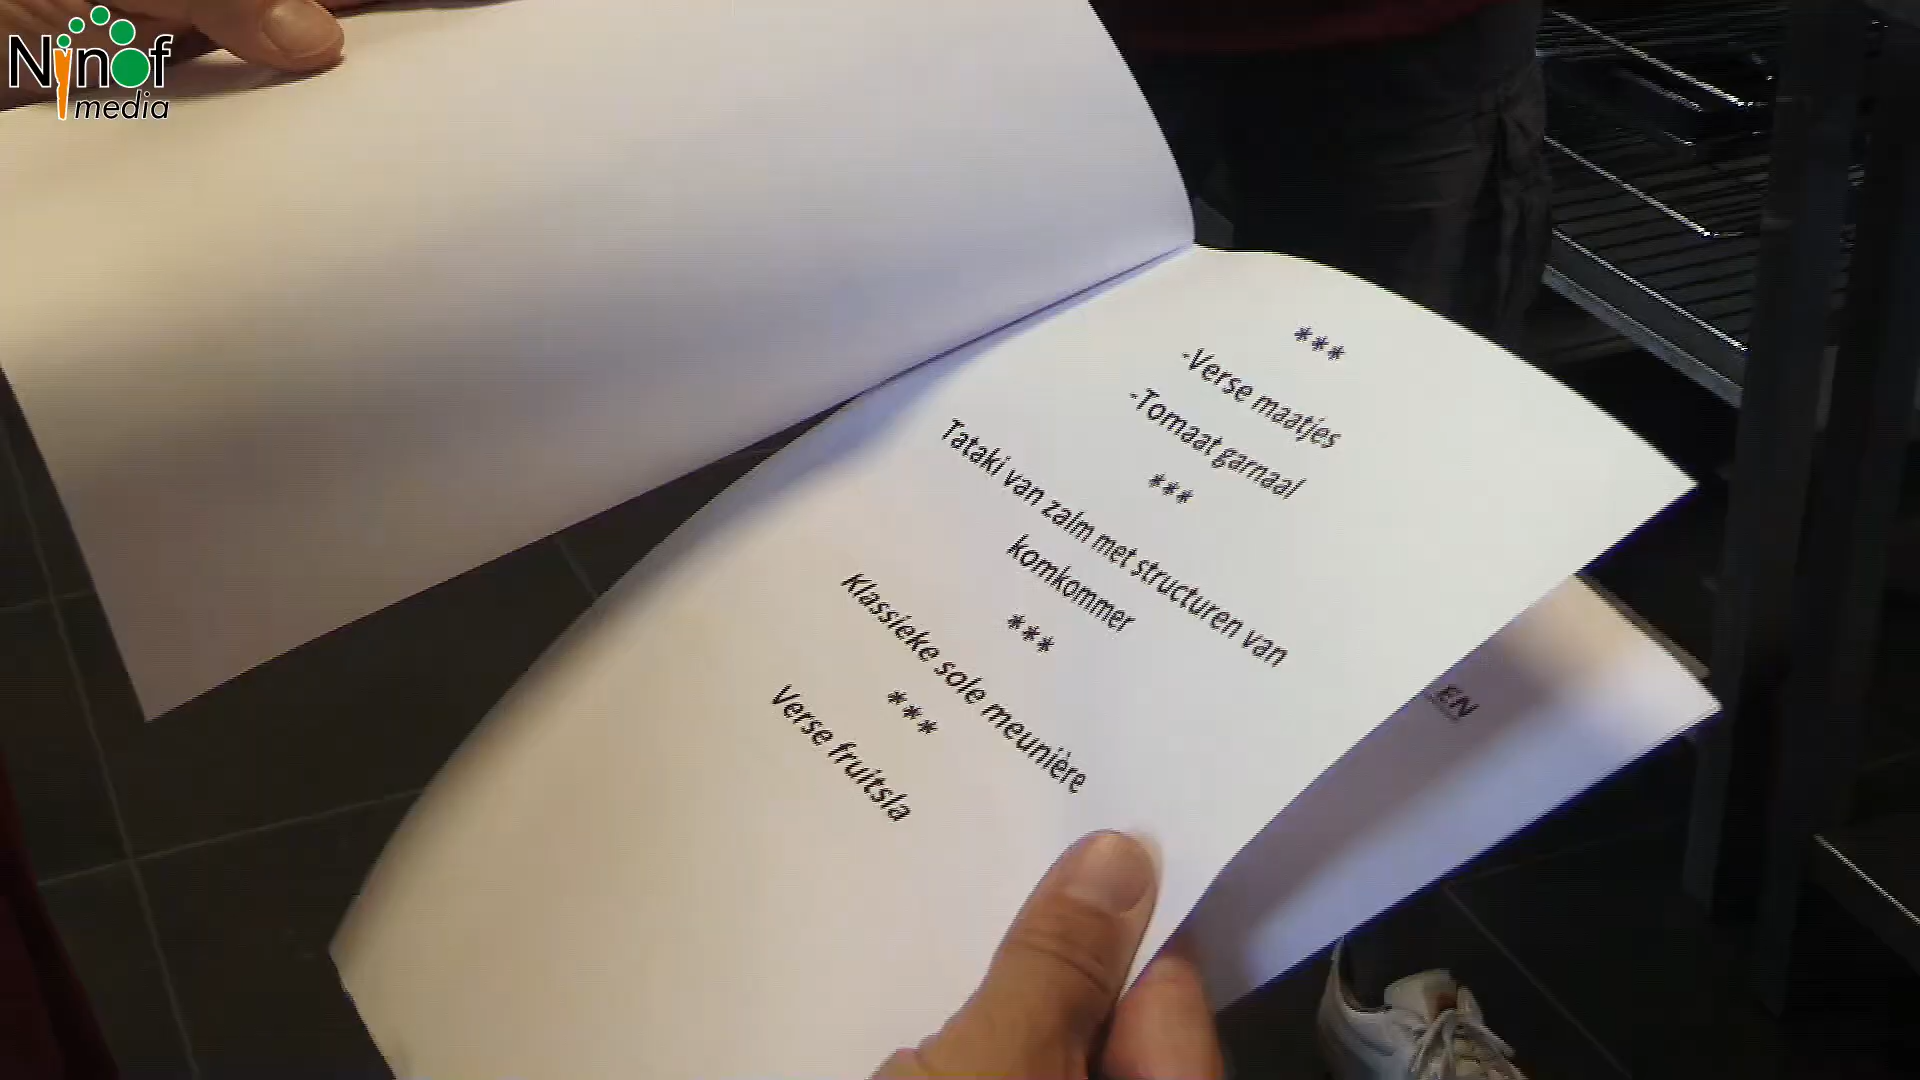 Ninof
media
***
-Verse maatjes
-Tomaat garnaal
***
Tataki van zalm met structuren van
komkommer
***
Klassieke sole meunière
***
Verse fruitsla
EN